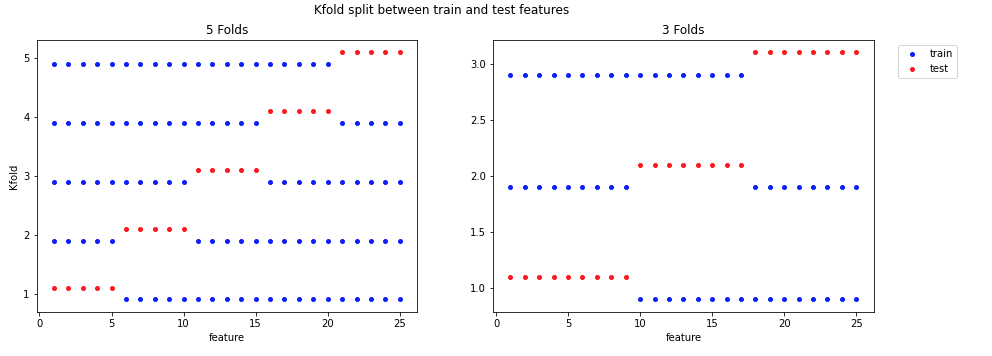 Kfold split between train and test features
5 Folds
Kfold
5
4
3
2
1
0 5 10 15 20 25
feature
3 Folds
3.0
2.5
2.0
1.5
1.0
0 5 10 15 20 25
feature
train
test